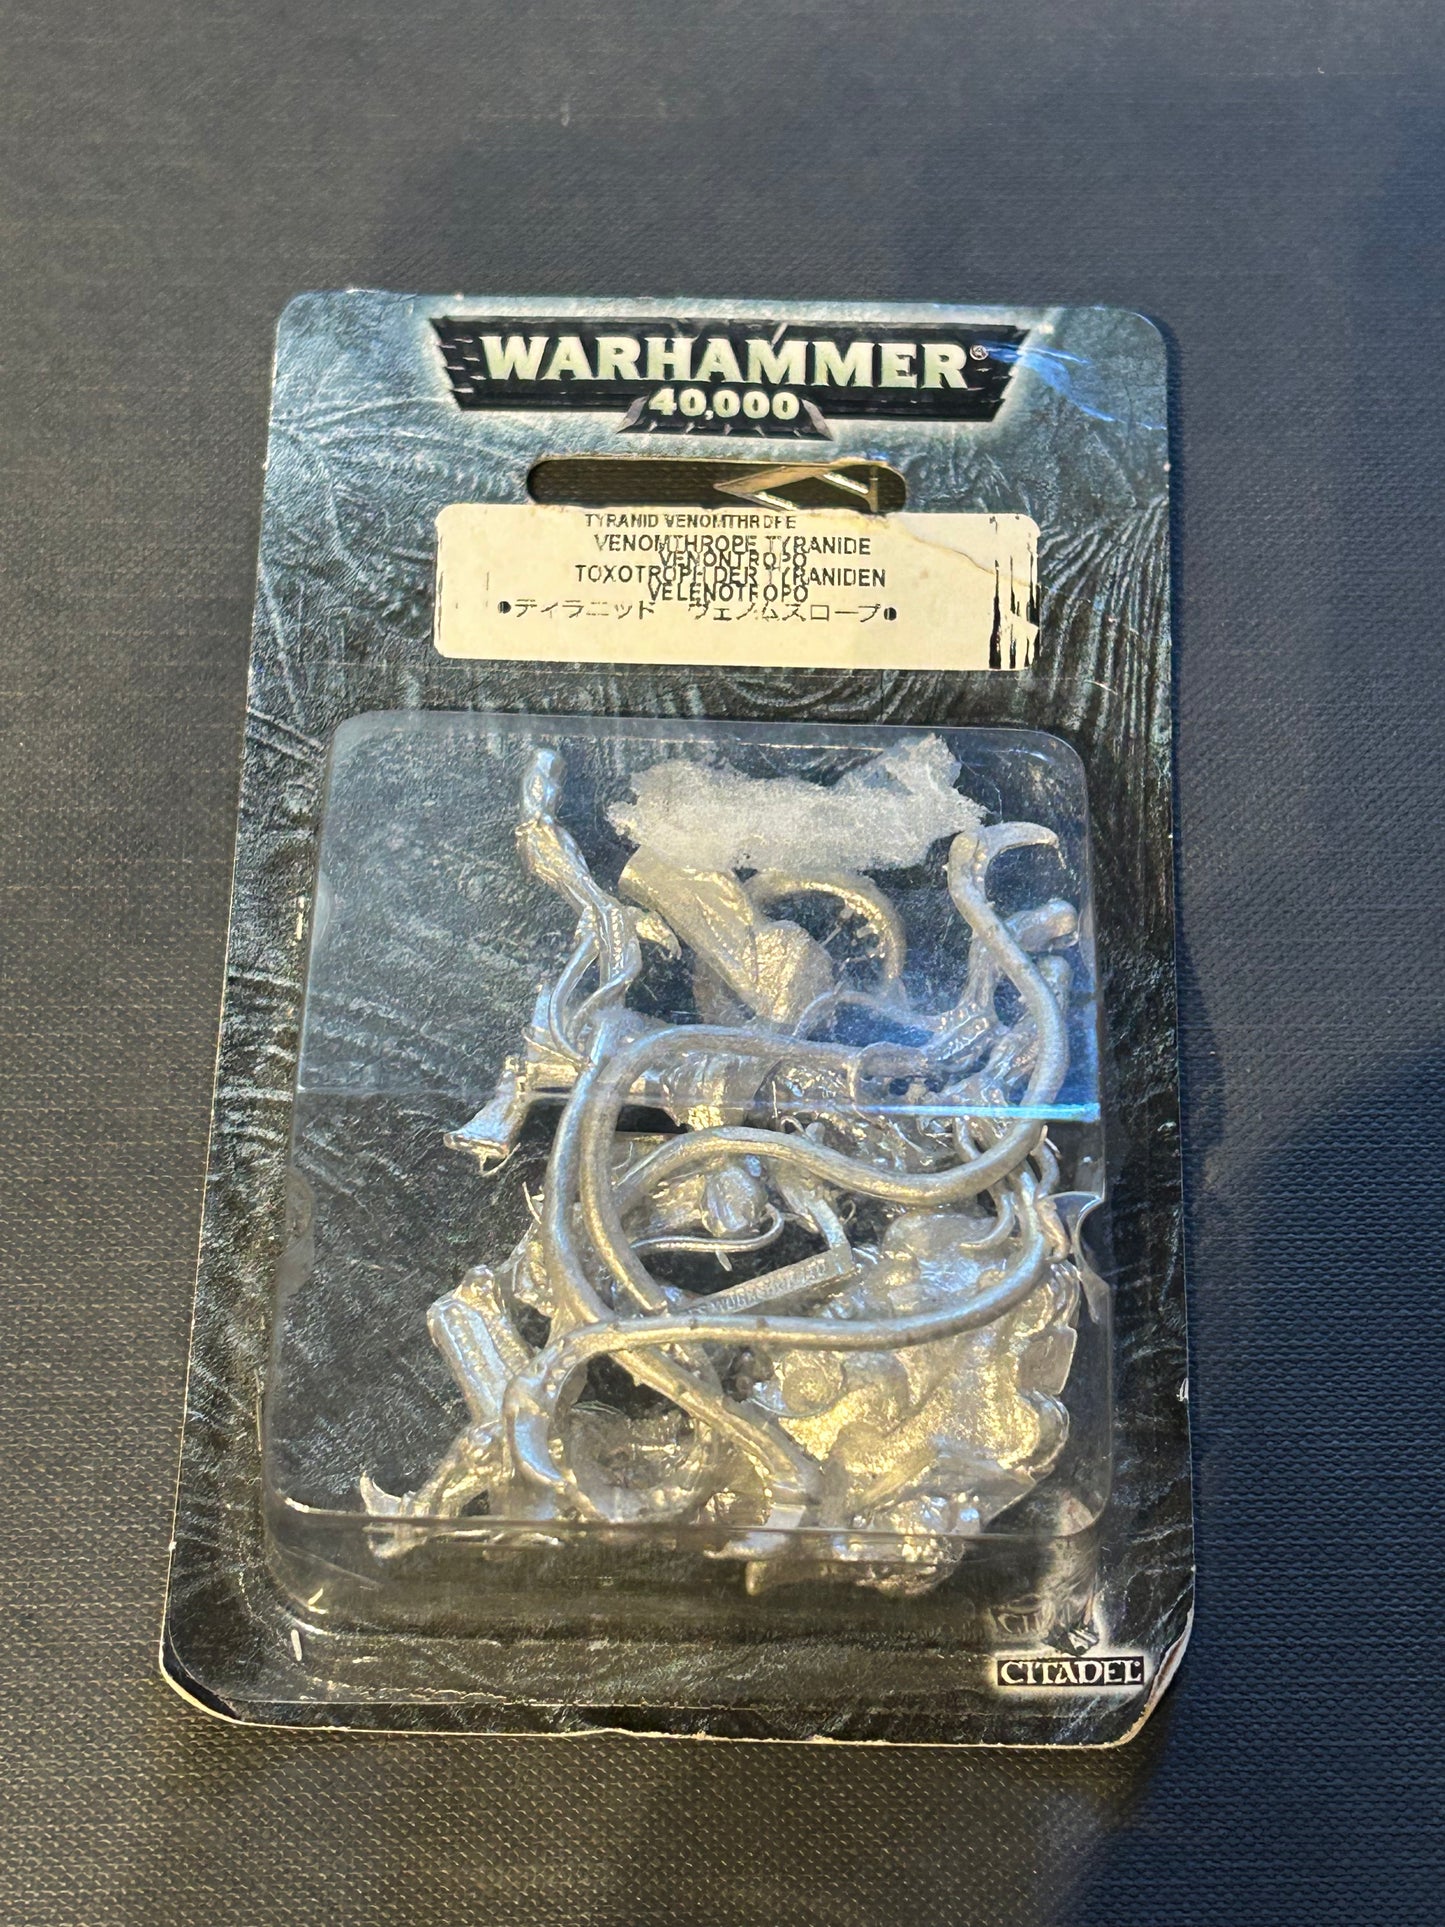 WARHAMMER®
40,000
TYRANID VENOMTHROPE
VENOMTHROPE TYRANIDE
VENONTROPO
TOXOTROPH DER TYRANIDEN
VELENOTROPO
●ティラニッド ヴェノムスロープ●
CITADEL